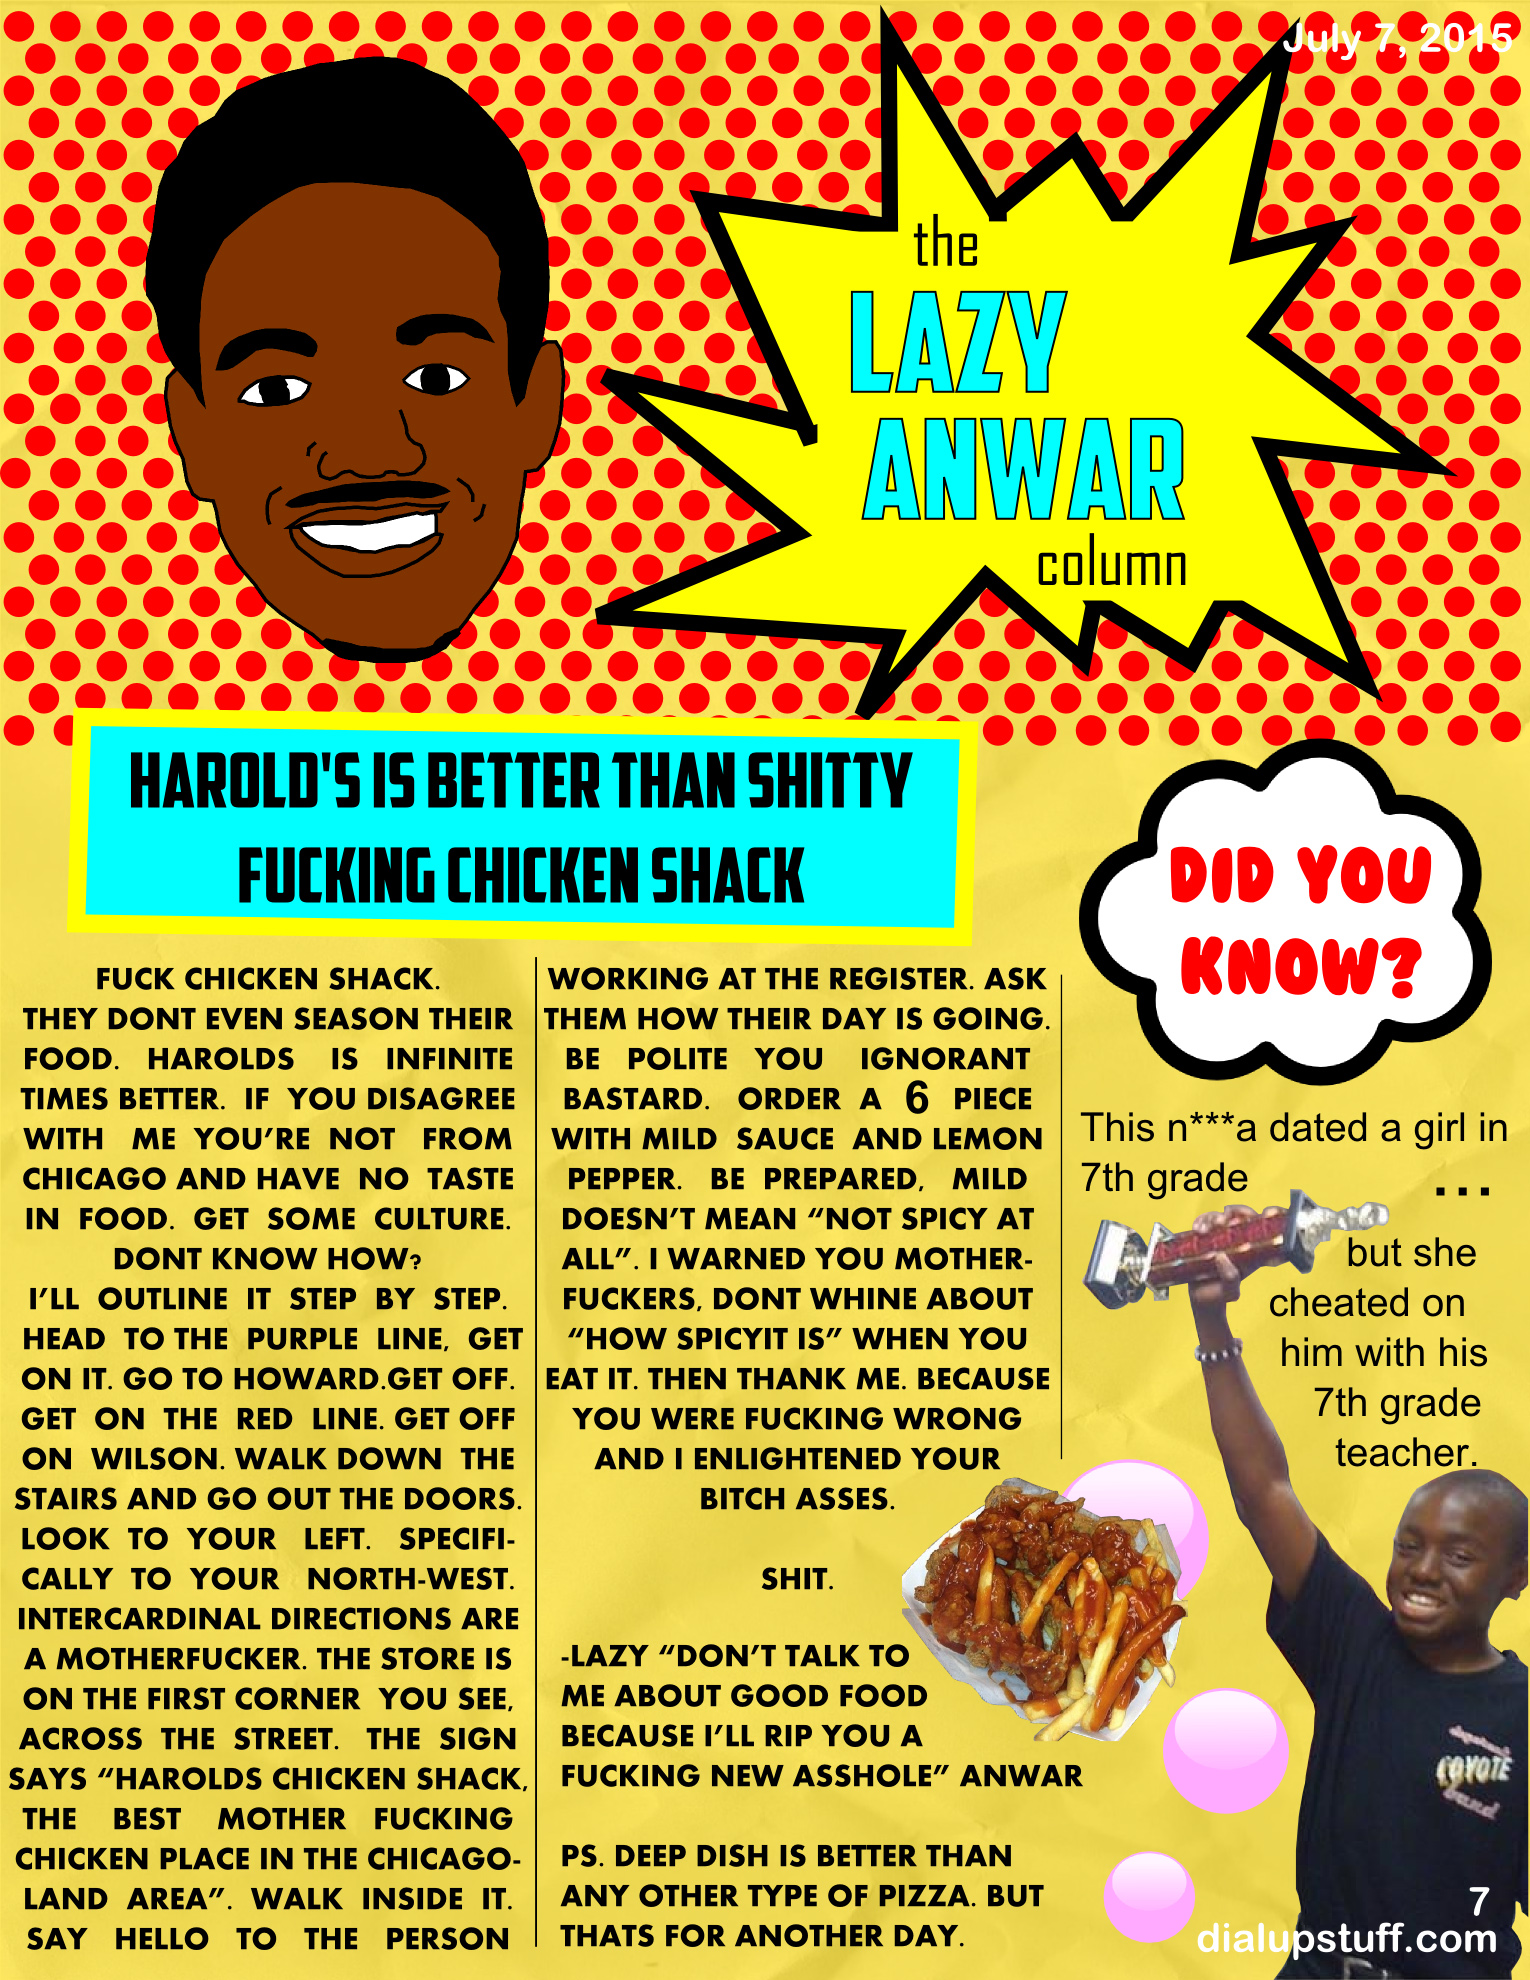 July 7, 2015
the
LAZY
ANWAR
column
HAROLD'S IS BETTER THAN SHITTY
FUCKING CHICKEN SHACK
FUCK CHICKEN SHACK.
THEY DONT EVEN SEASON THEIR
FOOD. HAROLDS IS INFINITE
TIMES BETTER. IF YOU DISAGREE
WITH ME YOU'RE NOT FROM
CHICAGO AND HAVE NO TASTE
IN FOOD. GET SOME CULTURE.
DONT KNOW HOW?
I'LL OUTLINE IT STEP BY STEP.
HEAD TO THE PURPLE LINE, GET
ON IT. GO TO HOWARD.GET OFF.
GET ON THE RED LINE. GET OFF
ON WILSON. WALK DOWN THE
STAIRS AND GO OUT THE DOORS.
LOOK TO YOUR LEFT. SPECIFI-
CALLY TO YOUR NORTH-WEST.
INTERCARDINAL DIRECTIONS ARE
A MOTHERFUCKER. THE STORE IS
ON THE FIRST CORNER YOU SEE,
ACROSS THE STREET. THE SIGN
SAYS “HAROLDS CHICKEN SHACK,
THE BEST MOTHER FUCKING
CHICKEN PLACE IN THE CHICAGO-
LAND AREA”. WALK INSIDE IT.
SAY HELLO TO THE PERSON
WORKING AT THE REGISTER. ASK
THEM HOW THEIR DAY IS GOING.
BE POLITE YOU IGNORANT
BASTARD. ORDER A 6 PIECE
WITH MILD SAUCE AND LEMON
PEPPER. BE PREPARED, MILD
DOESN'T MEAN “NOT SPICY AT
ALL”. I WARNED YOU MOTHER-
FUCKERS, DONT WHINE ABOUT
“HOW SPICYIT IS” WHEN YOU
EAT IT. THEN THANK ME. BECAUSE
YOU WERE FUCKING WRONG
AND I ENLIGHTENED YOUR
BITCH ASSES.
SHIT.
-LAZY “DON'T TALK TO
ME ABOUT GOOD FOOD
BECAUSE I'LL RIP YOU A
FUCKING NEW ASSHOLE” ANWAR
PS. DEEP DISH IS BETTER THAN
ANY OTHER TYPE OF PIZZA. BUT
THATS FOR ANOTHER DAY.
DID YOU
KNOW?
This n***a dated a girl in
7th grade ...
but she
cheated on
him with his
7th grade
teacher.
COYOTE
band
7
dialupstuff.com